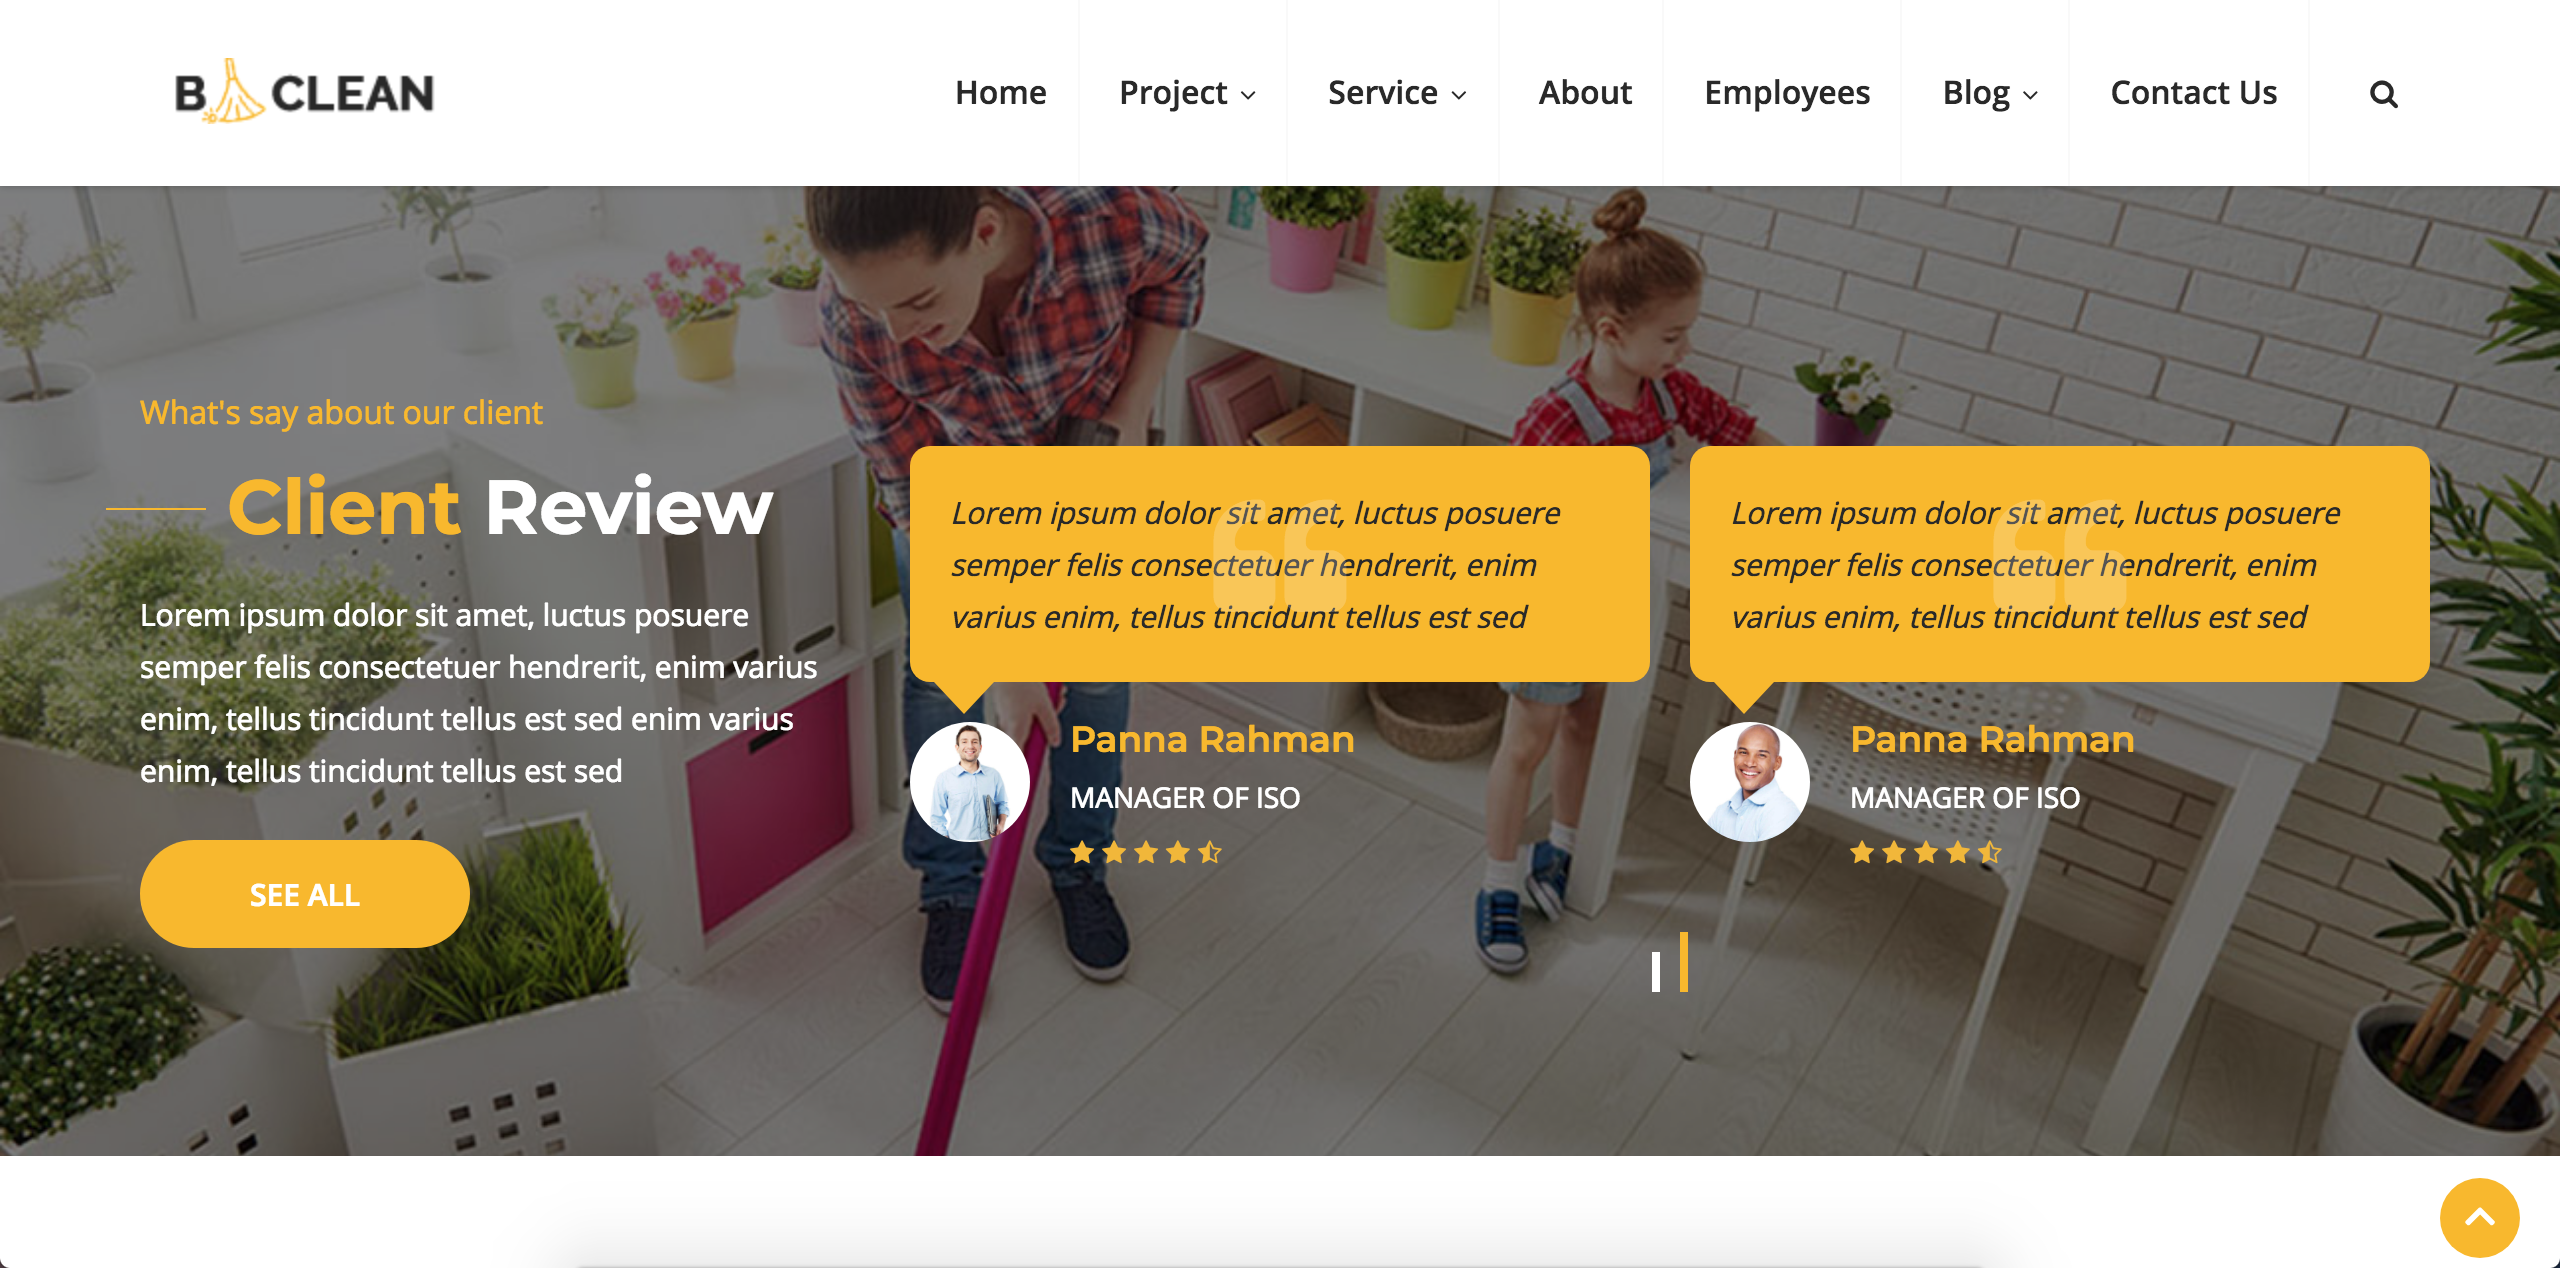 B CLEAN
Home
Project
Service
About
Employees
Blog
Contact Us
What's say about our client
Client Review
Lorem ipsum dolor sit amet, luctus posuere
semper felis consectetuer hendrerit, enim varius
enim, tellus tincidunt tellus est sed enim varius
enim, tellus tincidunt tellus est sed
SEE ALL
Lorem ipsum dolor sit amet, luctus posuere
semper felis consectetuer hendrerit, enim
varius enim, tellus tincidunt tellus est sed
Panna Rahman
MANAGER OF ISO
Lorem ipsum dolor sit amet, luctus posuere
semper felis consectetuer hendrerit, enim
varius enim, tellus tincidunt tellus est sed
Panna Rahman
MANAGER OF ISO